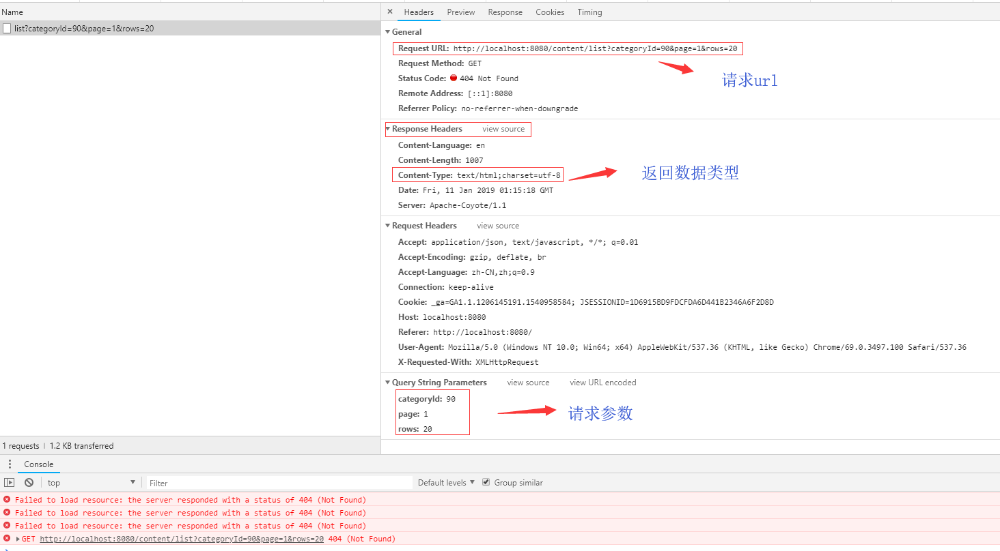 Name
list?categoryId=90&page=1&rows=20
× Headers Preview Response Cookies Timing
General
Request URL: http://localhost:8080/content/list?categoryId=90&page=1&rows=20
Request Method: GET
请求url
Status Code: 404 Not Found
Remote Address: [::1]:8080
Referrer Policy: no-referrer-when-downgrade
Response Headers view source
Content-Language: en
Content-Length: 1007
Content-Type: text/html;charset=utf-8
返回数据类型
Date: Fri, 11 Jan 2019 01:15:18 GMT
Server: Apache-Coyote/1.1
Request Headers view source
Accept: application/json, text/javascript, */*; q=0.01
Accept-Encoding: gzip, deflate, br
Accept-Language: zh-CN,zh;q=0.9
Connection: keep-alive
Cookie: _ga=GA1.1.1206145191.1540958584; JSESSIONID=1D6915BD9FDCFDA6D441B2346A6F2D8D
Host: localhost:8080
Referer: http://localhost:8080/
User-Agent: Mozilla/5.0 (Windows NT 10.0; Win64; x64) AppleWebKit/537.36 (KHTML, like Gecko) Chrome/69.0.3497.100 Safari/537.36
X-Requested-With: XMLHttpRequest
Query String Parameters view source view URL encoded
categoryId: 90
page: 1
请求参数
rows: 20
1 requests | 1.2 KB transferred
Console
top Filter Default levels Group similar
Failed to load resource: the server responded with a status of 404 (Not Found)
Failed to load resource: the server responded with a status of 404 (Not Found)
Failed to load resource: the server responded with a status of 404 (Not Found)
GET http://localhost:8080/content/list?categoryId=90&page=1&rows=20 404 (Not Found)